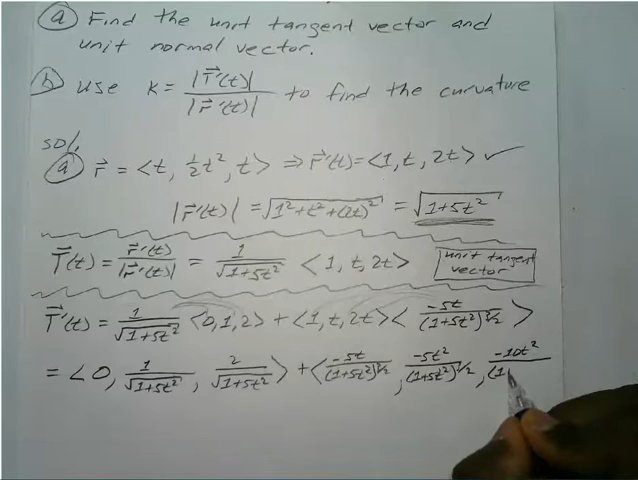 (a) Find the unit tangent vector and
unit normal vector.
(b) Use K = |T⃗'(t)| / |r⃗'(t)| to find the curvature
sol.
(a) r⃗ = <t, ½t², t> ⇒ r⃗'(t) = <1, t, 2t> ✓
|r⃗'(t)| = √(1²+t²+(2t)²) = √(1+5t²)
T⃗(t) = r⃗'(t) / |r⃗'(t)| = 1/√(1+5t²) <1, t, 2t>
unit tangent
vector
T⃗'(t) = 1/√(1+5t²) <0, 1, 2> + <1, t, 2t> < -5t/(1+5t²)^3/2 >
= <0, 1/√(1+5t²), 2/√(1+5t²)> + < -5t/(1+5t²)^3/2, -5t²/(1+5t²)^3/2, -10t²/(1